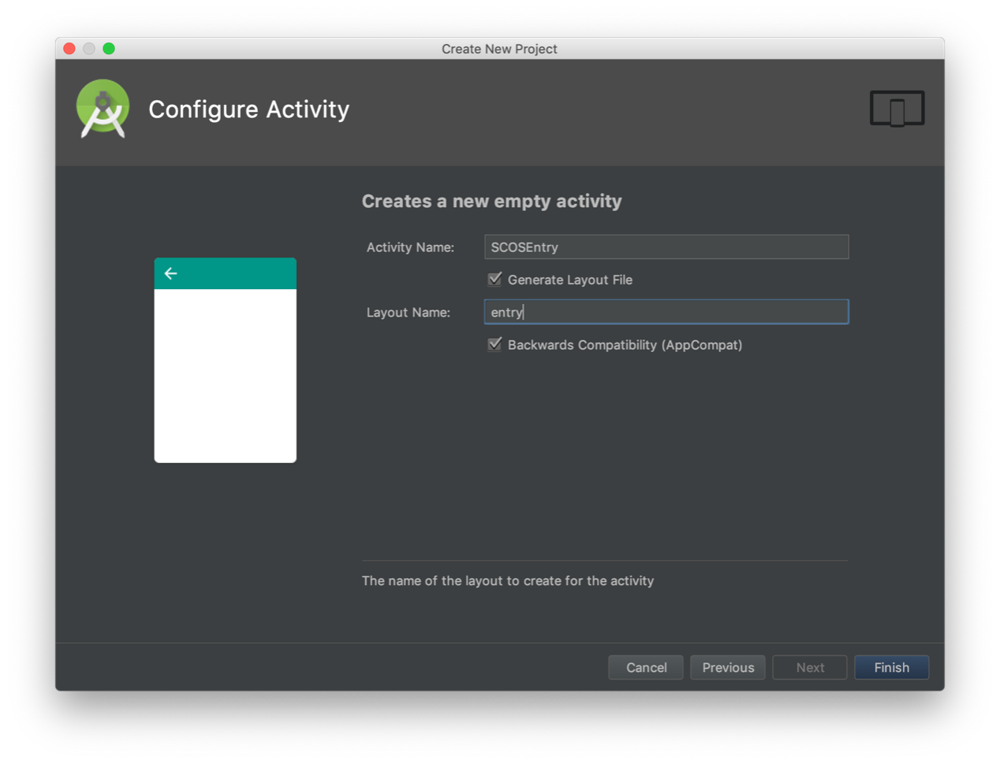 Create New Project
Configure Activity
Creates a new empty activity
Activity Name: SCOSEntry
Generate Layout File
Layout Name: entry
Backwards Compatibility (AppCompat)
The name of the layout to create for the activity
Cancel Previous Next Finish